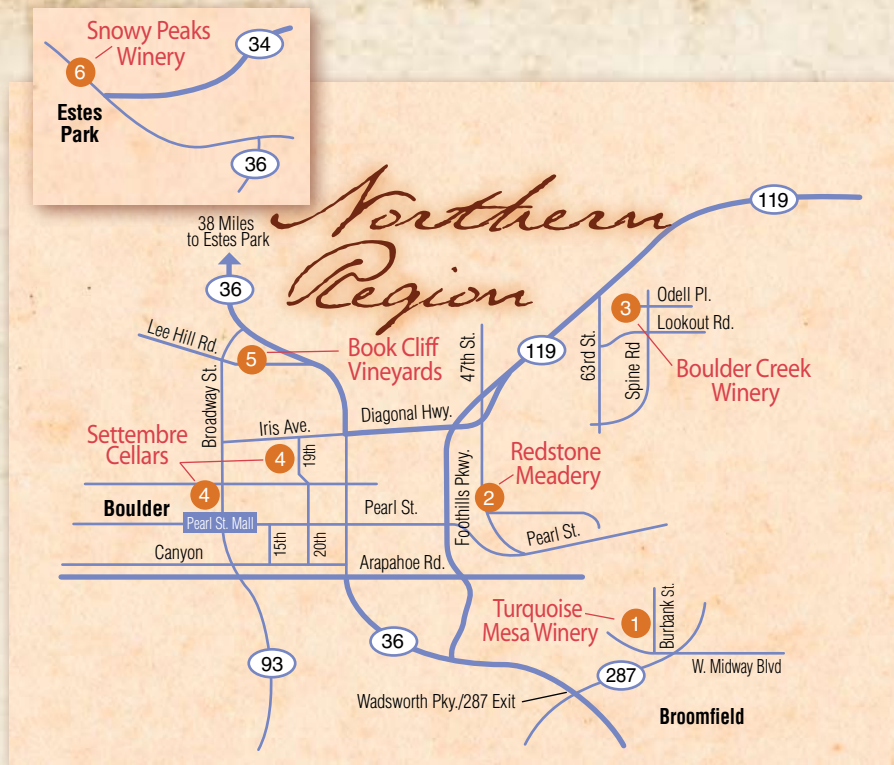 Snowy Peaks
Winery
34
6
Estes
Park
36
Northern
Region
38 Miles
to Estes Park
119
36
Odell Pl.
3
Lookout Rd.
Lee Hill Rd.
5
Book Cliff
Vineyards
47th St.
119
63rd St.
Spine Rd
Boulder Creek
Winery
Broadway St.
Diagonal Hwy.
Iris Ave.
Settembre
Cellars
4
19th
Redstone
Meadery
4
2
Foothills Pkwy.
Boulder
Pearl St. Mall
Pearl St.
Pearl St.
Canyon
15th
20th
Arapahoe Rd.
Turquoise
Mesa Winery
1
Burbank St.
36
93
287
W. Midway Blvd
Wadsworth Pky./287 Exit
Broomfield